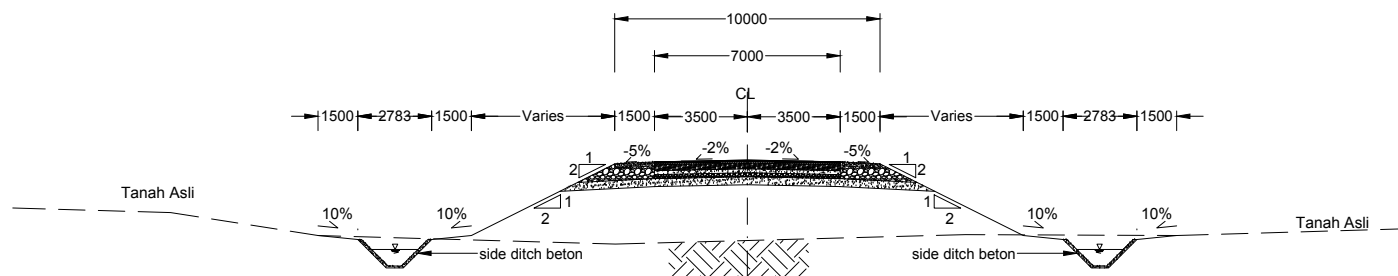 10000
7000
CL
1500 2783 1500 Varies 1500 3500 3500 1500 Varies 1500 2783 1500
1 2 -5% -2% -2% -5% 1 2
Tanah Asli
1 2 1 2
10% 10% 10% 10%
Tanah Asli
side ditch beton side ditch beton